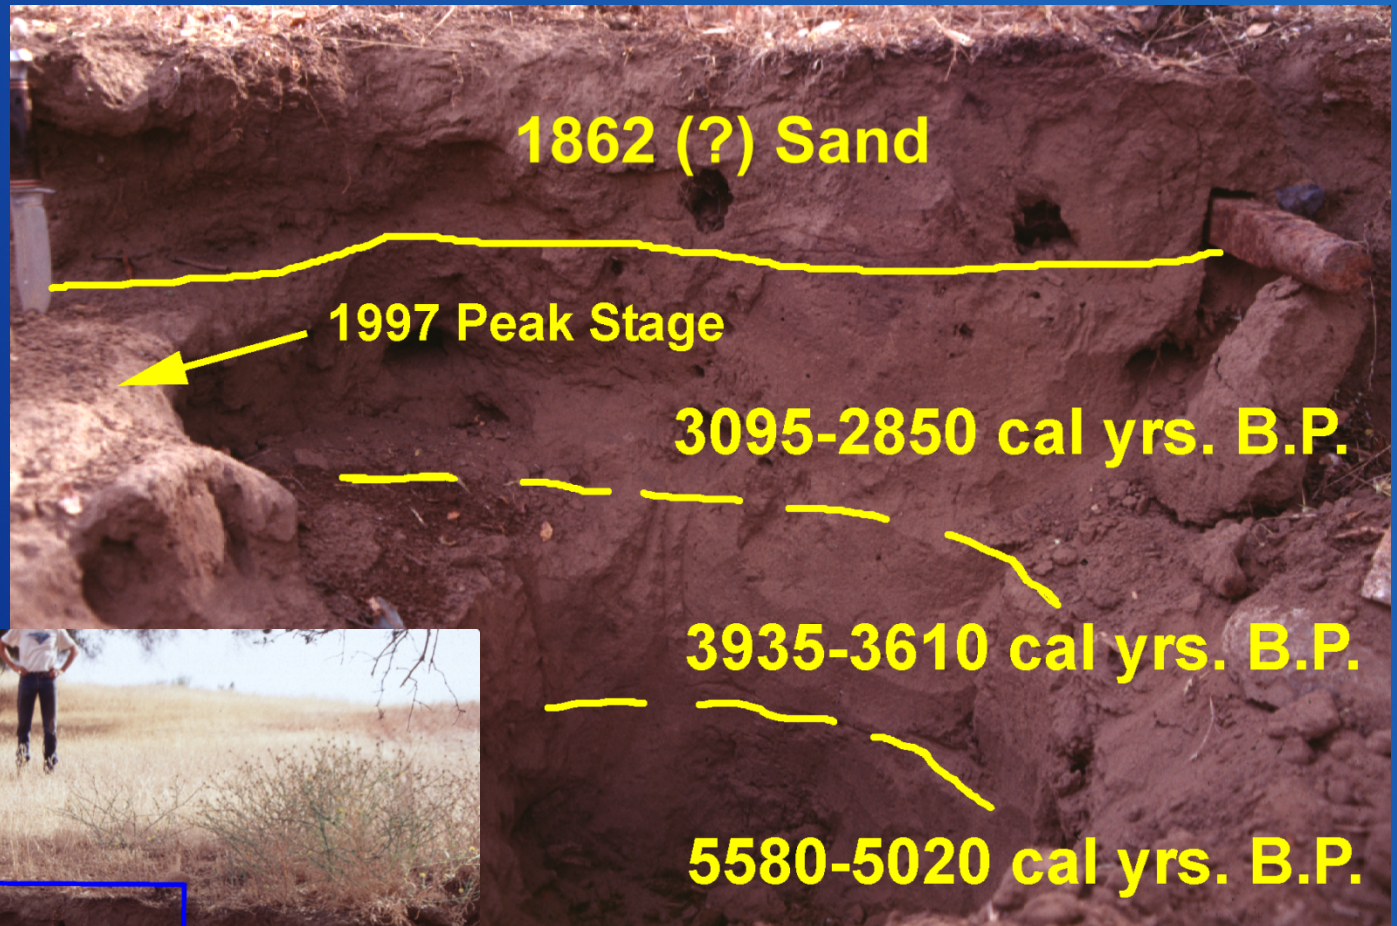 1862 (?) Sand
1997 Peak Stage
3095-2850 cal yrs. B.P.
3935-3610 cal yrs. B.P.
5580-5020 cal yrs. B.P.